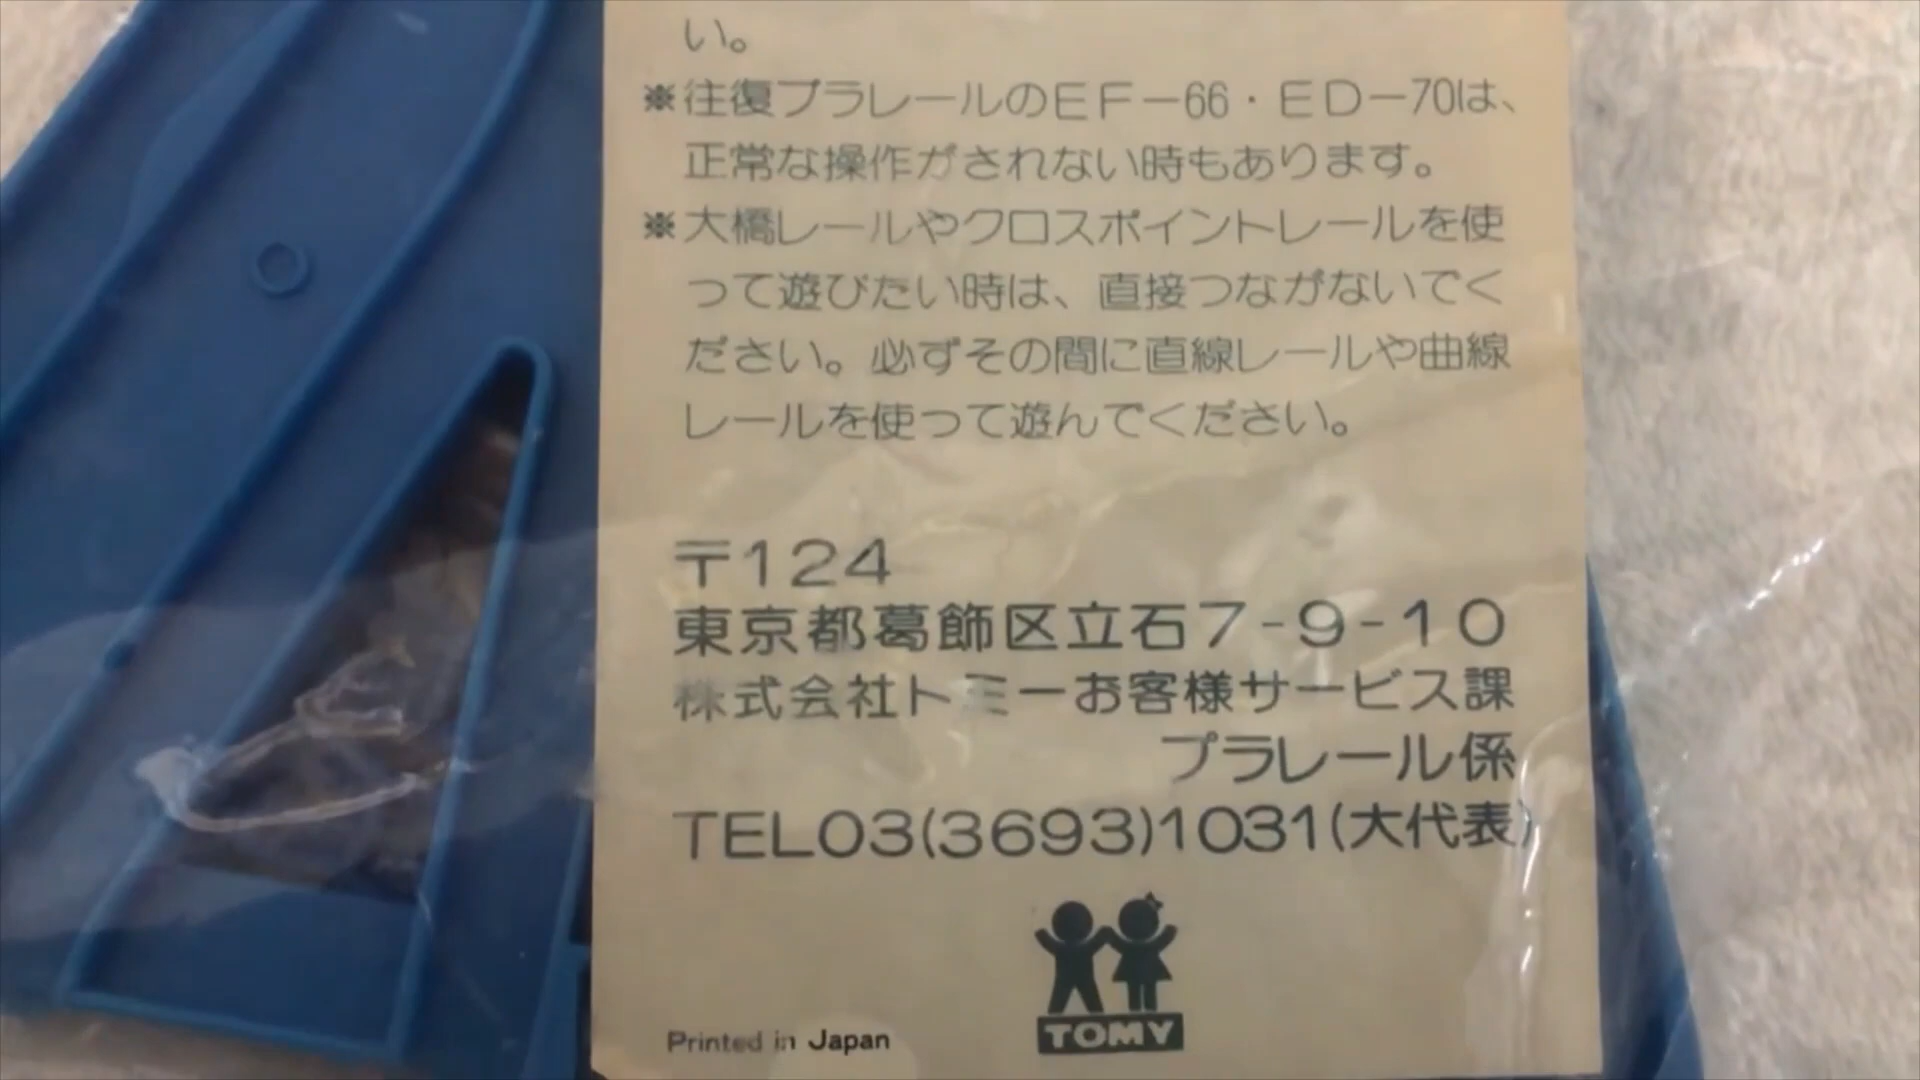 い。
※往復プラレールのEF−66・ED−70は、
正常な操作がされない時もあります。
※大橋レールやクロスポイントレールを使
って遊びたい時は、直接つながないでく
ださい。必ずその間に直線レールや曲線
レールを使って遊んでください。
〒124
東京都葛飾区立石7-9-10
株式会社トミーお客様サービス課
プラレール係
TEL03(3693)1031(大代表)
TOMY
Printed in Japan